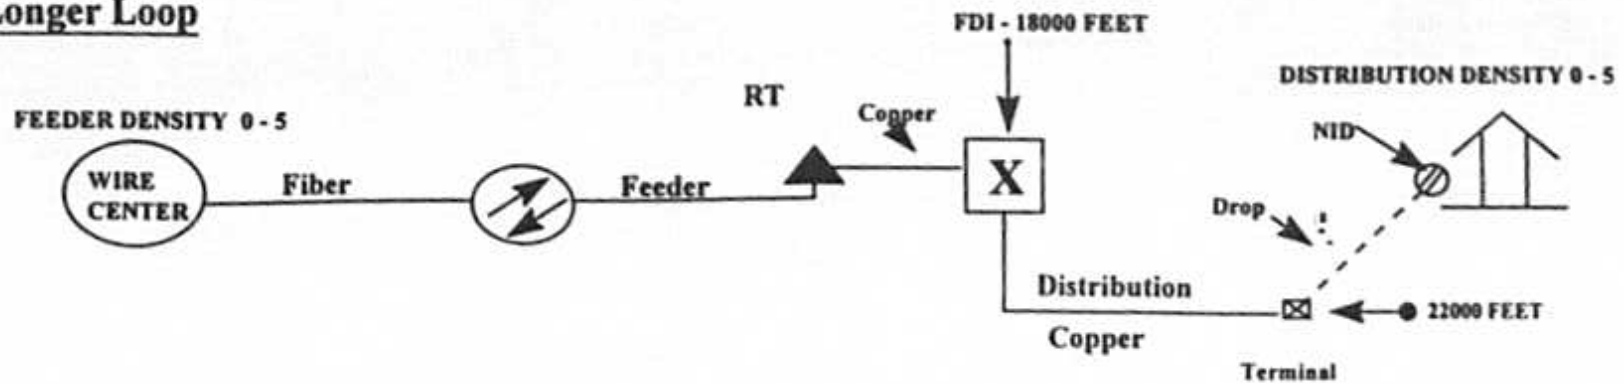 Longer Loop
FDI - 18000 FEET
DISTRIBUTION DENSITY 0 - 5
RT
Copper
FEEDER DENSITY 0 - 5
NID
WIRE
CENTER
Fiber
Feeder
X
Drop
Distribution
Copper
22000 FEET
Terminal